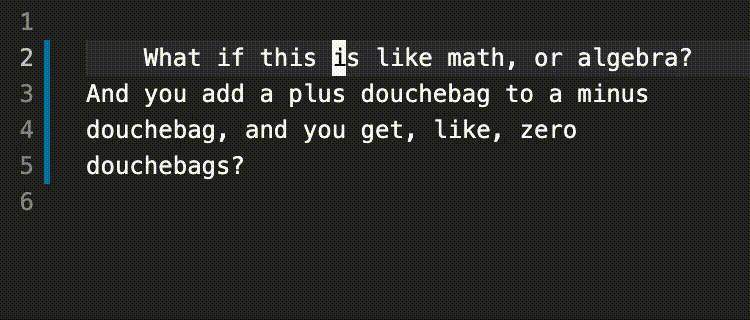 1
2 What if this is like math, or algebra?
3 And you add a plus douchebag to a minus
4 douchebag, and you get, like, zero
5 douchebags?
6